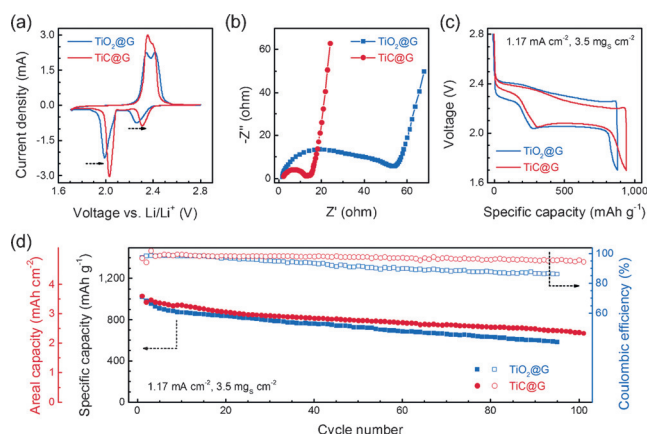 (a)
TiO2@G
TiC@G
Current density (mA)
3.0
1.5
0.0
-1.5
-3.0
1.6 2.0 2.4 2.8
Voltage vs. Li/Li+ (V)
(b)
TiO2@G
TiC@G
-Z'' (ohm)
60
40
20
0
0 20 40 60
Z' (ohm)
(c)
1.17 mA cm-2, 3.5 mgS cm-2
Voltage (V)
2.8
2.4
2.0
1.6
TiO2@G
TiC@G
0 500 1,000
Specific capacity (mAh g-1)
(d)
Areal capacity (mAh cm-2)
5
4
3
2
1
0
Specific capacity (mAh g-1)
1,400
1,200
800
400
0
Coulombic efficiency (%)
100
80
60
1.17 mA cm-2, 3.5 mgS cm-2
TiO2@G
TiC@G
0 20 40 60 80 100
Cycle number